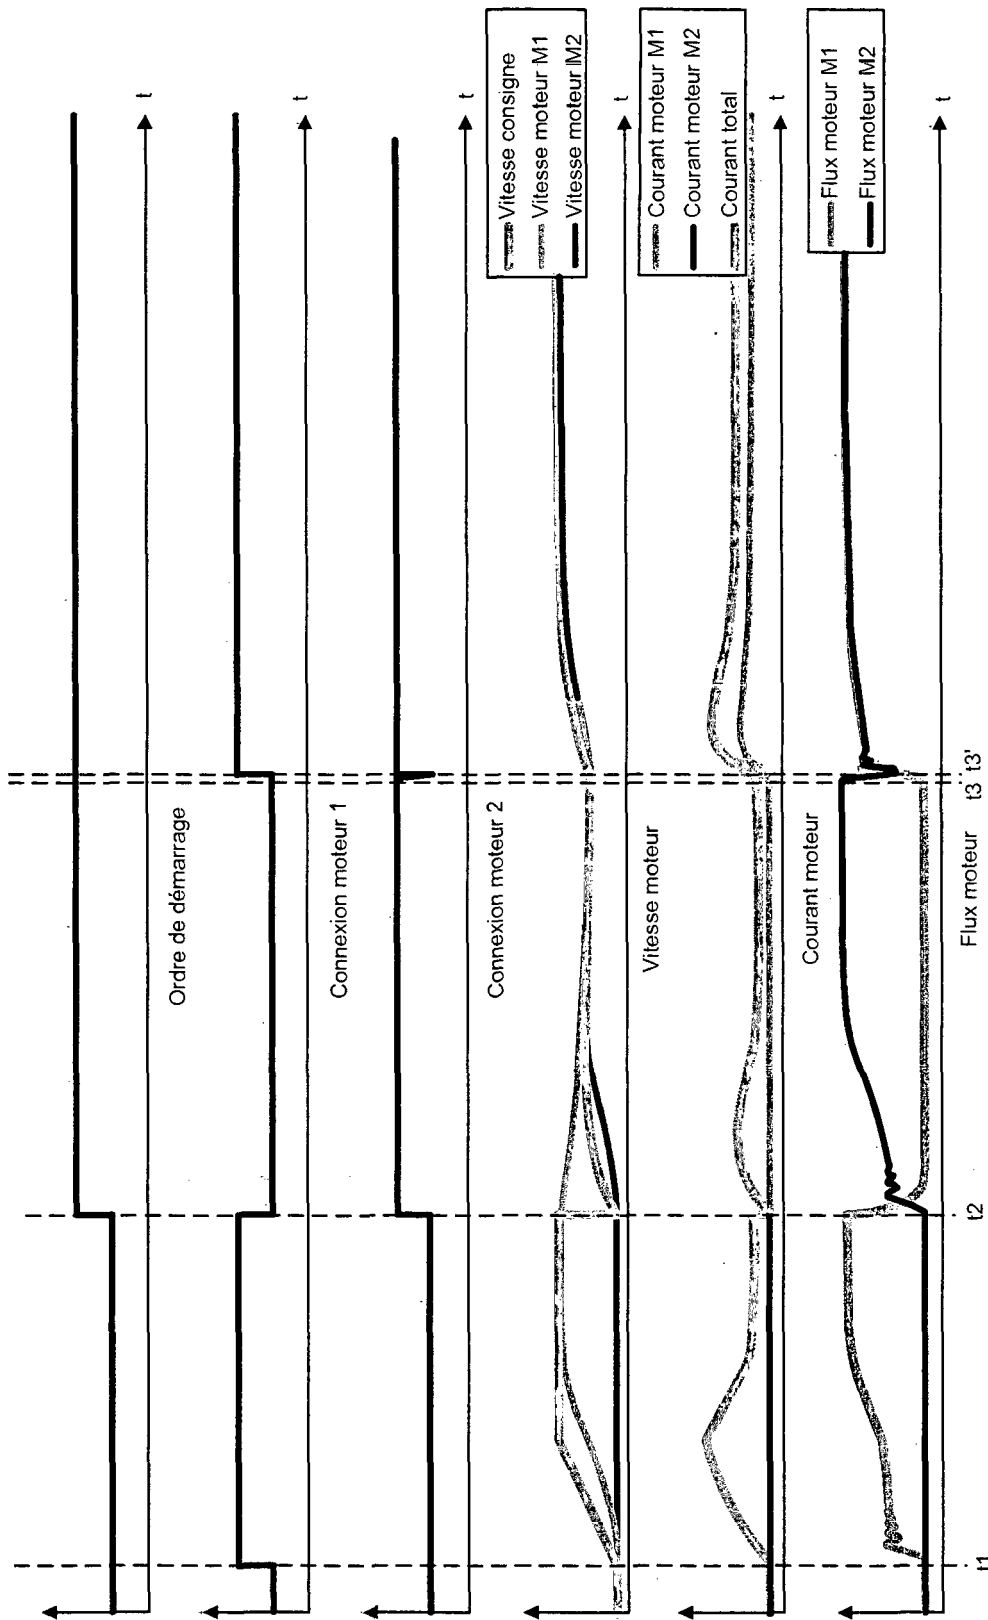 t
Ordre de démarrage
t
Connexion moteur 1
t
Connexion moteur 2
Vitesse consigne
Vitesse moteur M1
Vitesse moteur M2
t
Vitesse moteur
Courant moteur M1
Courant moteur M2
Courant total
t
Courant moteur
Flux moteur M1
Flux moteur M2
t
t1
t2
t3
t3'
Flux moteur